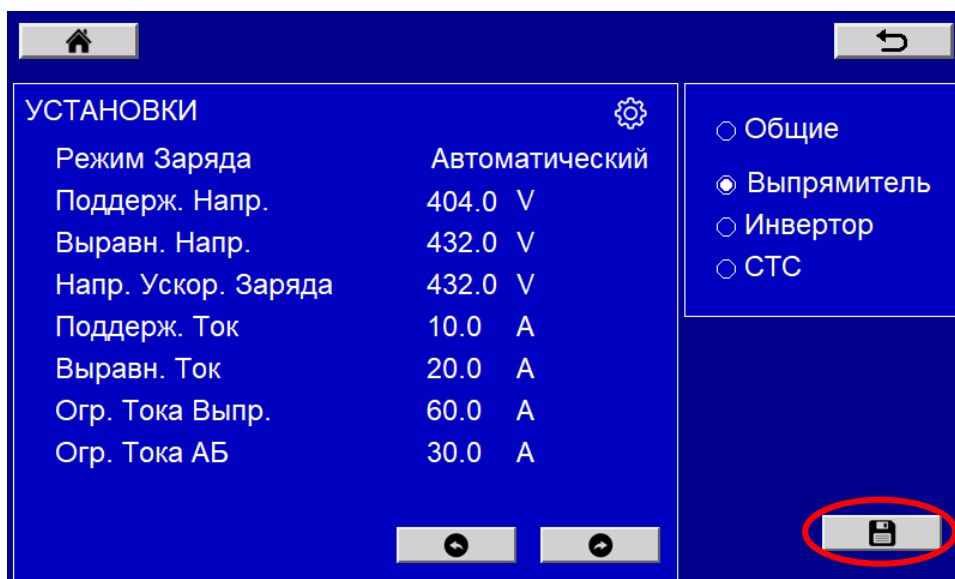 УСТАНОВКИ
Режим Заряда Автоматический
Поддерж. Напр. 404.0 V
Выравн. Напр. 432.0 V
Напр. Ускор. Заряда 432.0 V
Поддерж. Ток 10.0 A
Выравн. Ток 20.0 A
Огр. Тока Выпр. 60.0 A
Огр. Тока АБ 30.0 A
Общие
Выпрямитель
Инвертор
СТС